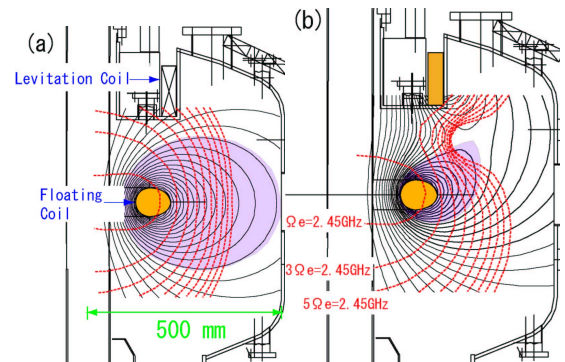 (a)
(b)
Levitation Coil
Floating
Coil
Ωe=2.45GHz
3Ωe=2.45GHz
5Ωe=2.45GHz
500 mm